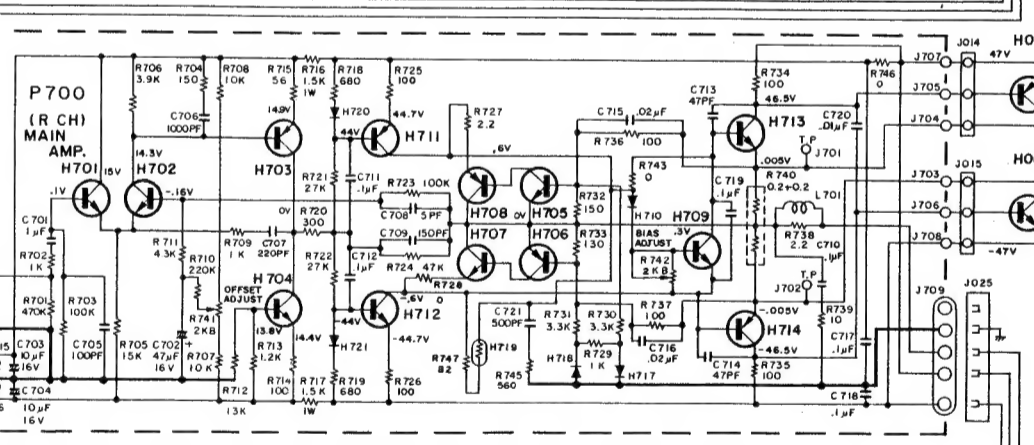 P700
(R CH)
MAIN
AMP.
R706
3.9K
R704
150
R708
10K
R715
56
R716
1.5K
1W
R718
680
R725
100
H720
44.7V
14.9V
C706
1000PF
44V
H711
H703
14.3V
H701
15V
H702
.1V
-.16V
C701
1µF
R702
1K
R701
470K
R703
100K
C703
10µF
16V
C704
10µF
16V
C705
100PF
R705
15K
R711
4.3K
R710
220K
OFFSET
ADJUST
R741
2KB
C702
47µF
16V
R707
10K
R712
13K
R709
1K
C707
220PF
0V
R720
300
R721
27K
R722
27K
H704
13.8V
14.4V
R713
1.2K
R714
100
R717
1.5K
1W
R719
680
H721
-44V
-44.7V
H712
R726
100
C711
.1µF
C712
.1µF
R723
100K
C708
5PF
C709
150PF
R724
47K
R728
0
-.6V
R727
2.2
.6V
H708
0V
H705
H707
H706
C715
.02µF
R736
100
R732
150
R733
130
R743
0
H710
BIAS
ADJUST
R742
2KB
H709
.3V
C719
.1µF
C713
47PF
R734
100
46.5V
H713
.005V
R740
0.2+0.2
T.P
J701
L701
R738
2.2
C710
.1µF
T.P
J702
-.005V
H714
-46.5V
R735
100
C714
47PF
R739
10
C717
.1µF
C718
.1µF
C720
.01µF
R746
0
R747
82
H719
C721
500PF
R745
560
R731
3.3K
R730
3.3K
R729
1K
H718
H717
R737
100
C716
.02µF
J707
J705
J704
J703
J706
J708
J709
J014
47V
J015
-47V
J025